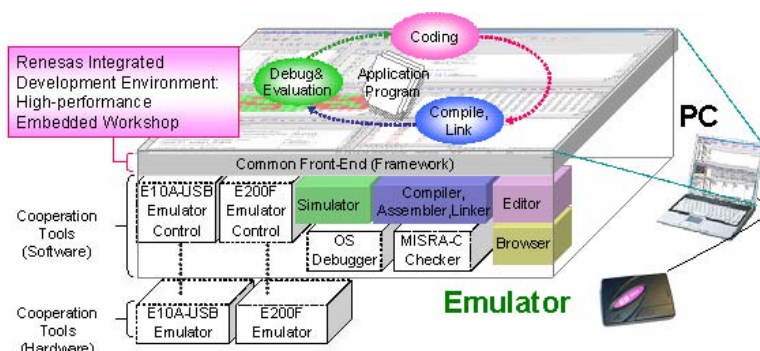 Renesas Integrated
Development Environment:
High-performance
Embedded Workshop
Coding
Debug&
Evaluation
Application
Program
Compile,
Link
PC
Common Front-End (Framework)
Cooperation
Tools
(Software)
E10A-USB
Emulator
Control
E200F
Emulator
Control
Simulator
Compiler,
Assembler,Linker
Editor
OS
Debugger
MISRA-C
Checker
Browser
Emulator
Cooperation
Tools
(Hardware)
E10A-USB
Emulator
E200F
Emulator